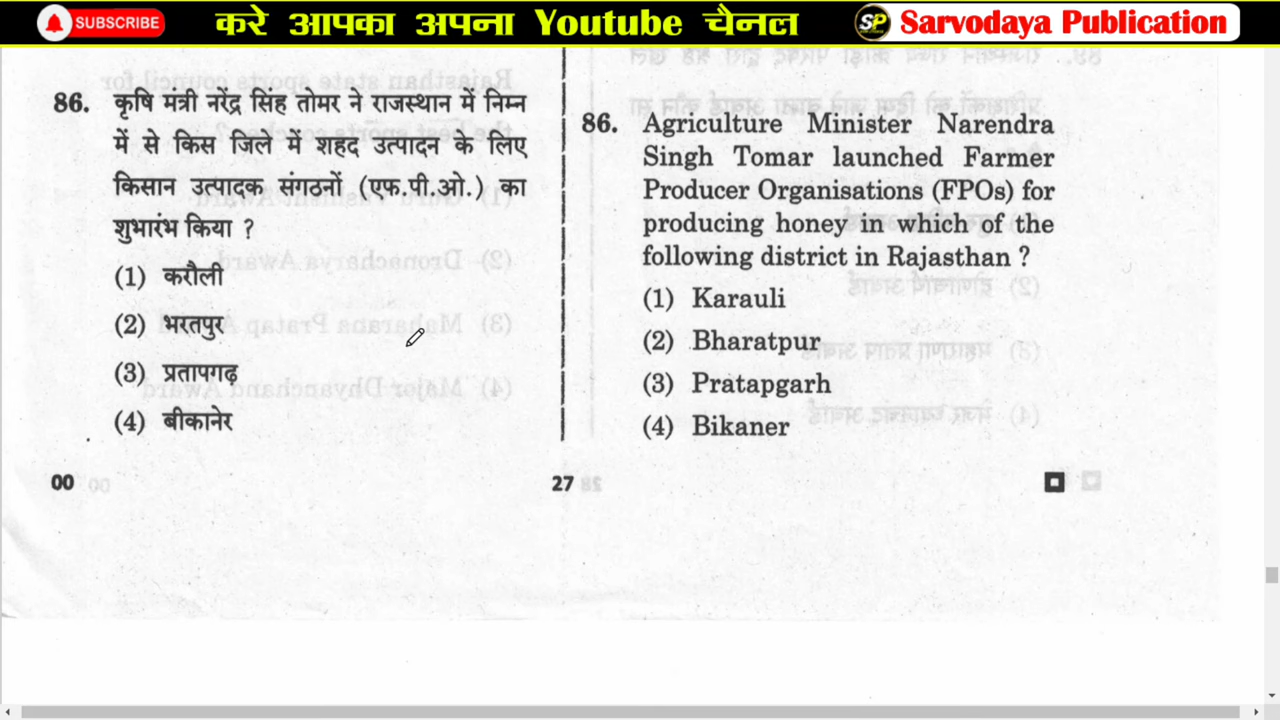 SUBSCRIBE
करे आपका अपना Youtube चैनल
SP
Sarvodaya Publication
86. कृषि मंत्री नरेंद्र सिंह तोमर ने राजस्थान में निम्न
में से किस जिले में शहद उत्पादन के लिए
किसान उत्पादक संगठनों (एफ.पी.ओ.) का
शुभारंभ किया ?
(1) करौली
(2) भरतपुर
(3) प्रतापगढ़
(4) बीकानेर
86. Agriculture Minister Narendra
Singh Tomar launched Farmer
Producer Organisations (FPOs) for
producing honey in which of the
following district in Rajasthan ?
(1) Karauli
(2) Bharatpur
(3) Pratapgarh
(4) Bikaner
00
27